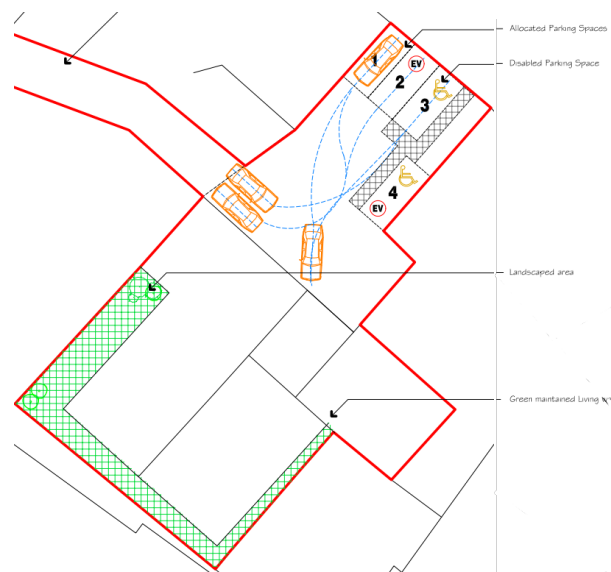 Allocated Parking Spaces
1
EV
2
Disabled Parking Space
3
4
EV
Landscaped area
Green maintained Living